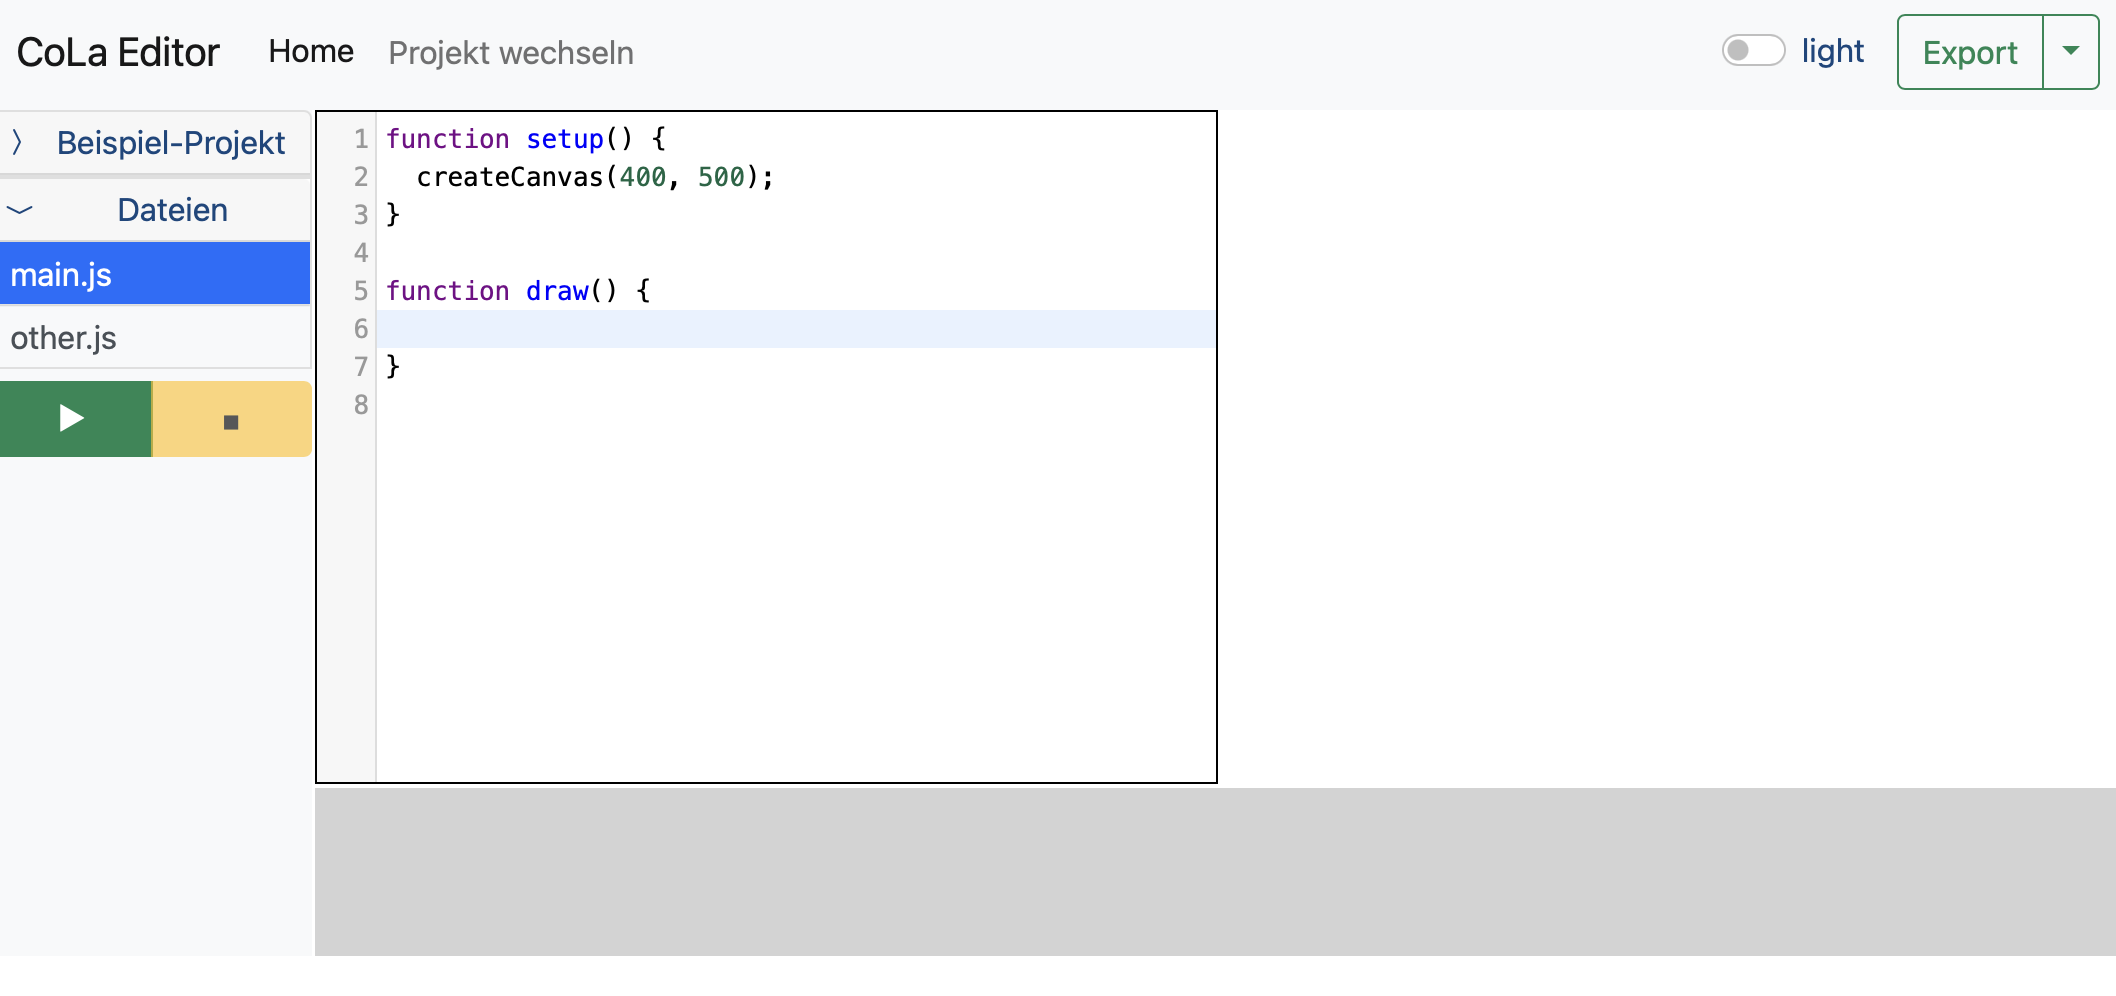 CoLa Editor Home Projekt wechseln light Export
Beispiel-Projekt
Dateien
main.js
other.js
1 function setup() {
2   createCanvas(400, 500);
3 }
4
5 function draw() {
6
7 }
8